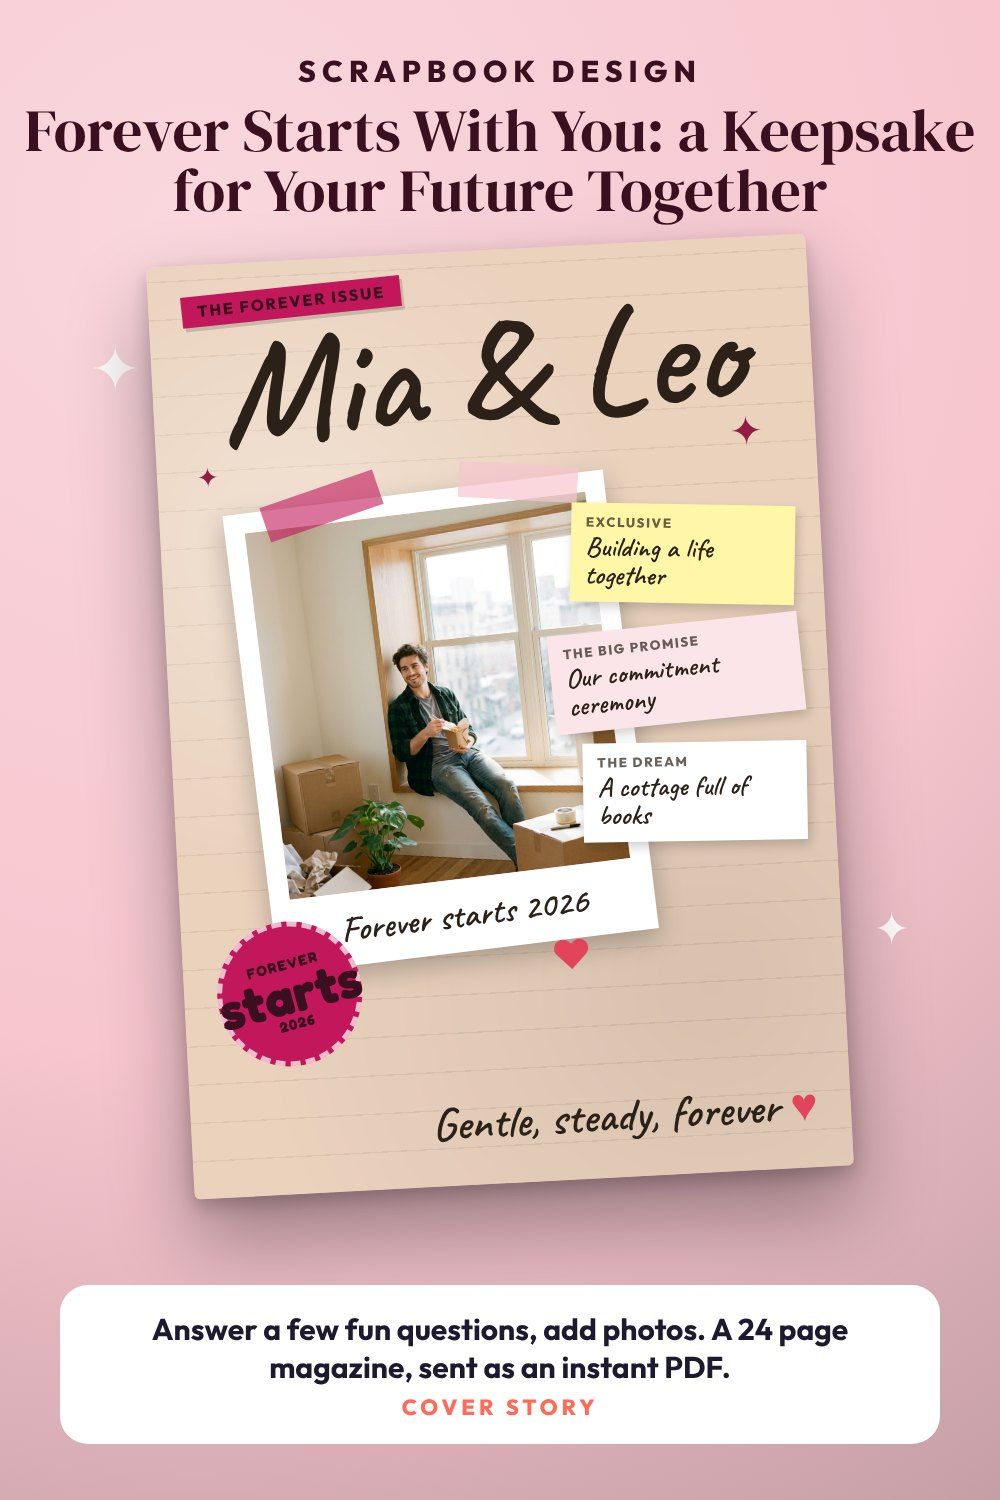 SCRAPBOOK DESIGN
Forever Starts With You: a Keepsake
for Your Future Together
THE FOREVER ISSUE
Mia & Leo
EXCLUSIVE
Building a life
together
THE BIG PROMISE
Our commitment
ceremony
THE DREAM
A cottage full of
books
Forever starts 2026
FOREVER
starts
2026
Gentle, steady, forever ♥
Answer a few fun questions, add photos. A 24 page
magazine, sent as an instant PDF.
COVER STORY